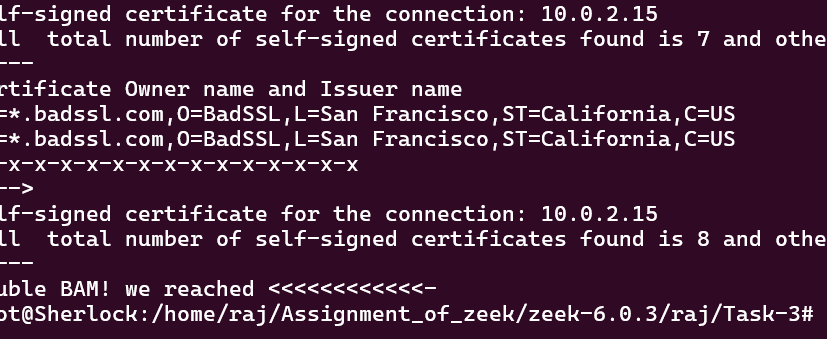 lf-signed certificate for the connection: 10.0.2.15
ll  total number of self-signed certificates found is 7 and othe
---
rtificate Owner name and Issuer name
=*.badssl.com,O=BadSSL,L=San Francisco,ST=California,C=US
=*.badssl.com,O=BadSSL,L=San Francisco,ST=California,C=US
-x-x-x-x-x-x-x-x-x-x-x-x-x-x
-->
lf-signed certificate for the connection: 10.0.2.15
ll  total number of self-signed certificates found is 8 and othe
---
uble BAM! we reached <<<<<<<<<<<<-
ot@Sherlock:/home/raj/Assignment_of_zeek/zeek-6.0.3/raj/Task-3#